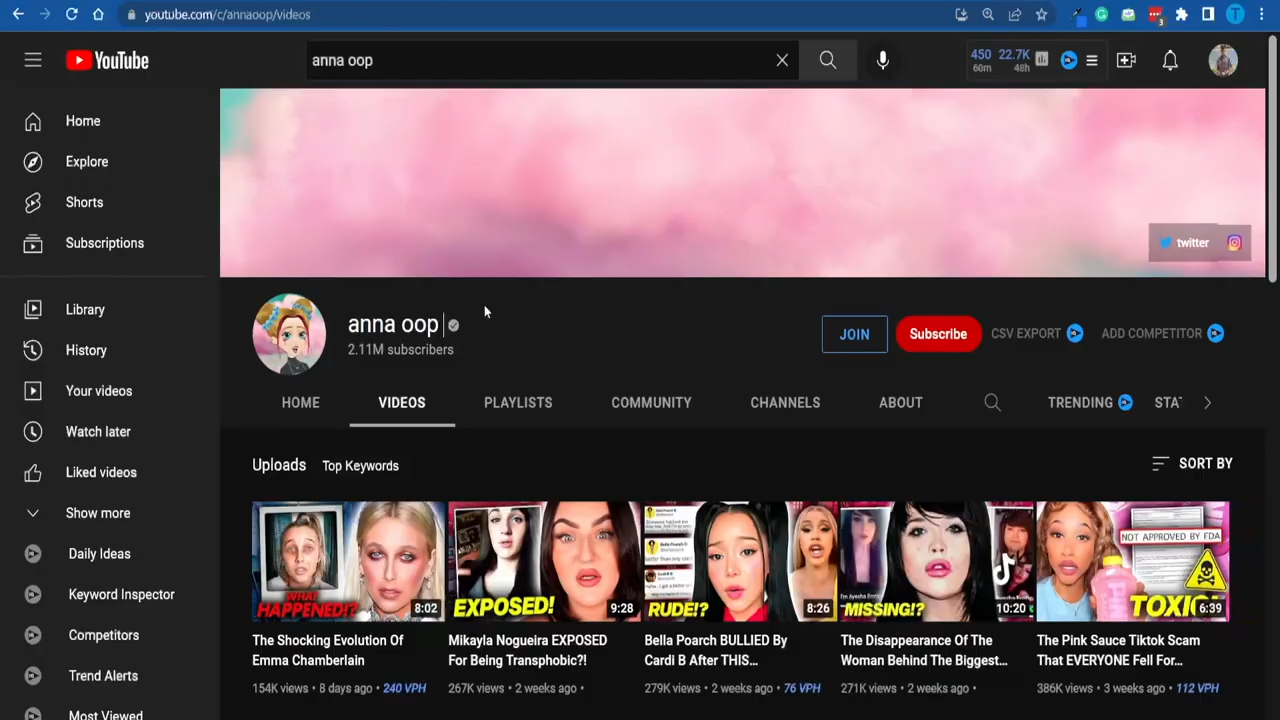 youtube.com/c/annaoop/videos
3
T
YouTube
anna oop
450 22.7K
60m 48h
Home
Explore
Shorts
Subscriptions
Library
History
Your videos
Watch later
Liked videos
Show more
Daily Ideas
Keyword Inspector
Competitors
Trend Alerts
Most Viewed
twitter
anna oop
2.11M subscribers
JOIN
Subscribe
CSV EXPORT
ADD COMPETITOR
HOME
VIDEOS
PLAYLISTS
COMMUNITY
CHANNELS
ABOUT
TRENDING
STAT
Uploads
Top Keywords
SORT BY
WHAT
HAPPENED!?
8:02
The Shocking Evolution Of
Emma Chamberlain
154K views • 8 days ago • 240 VPH
EXPOSED!
9:28
Mikayla Nogueira EXPOSED
For Being Transphobic?!
267K views • 2 weeks ago •
RUDE!?
8:26
Bella Poarch BULLIED By
Cardi B After THIS...
279K views • 2 weeks ago • 76 VPH
MISSING!?
10:20
The Disappearance Of The
Woman Behind The Biggest...
271K views • 2 weeks ago •
NOT APPROVED BY FDA
TOXIC
6:39
The Pink Sauce Tiktok Scam
That EVERYONE Fell For...
386K views • 3 weeks ago • 112 VPH